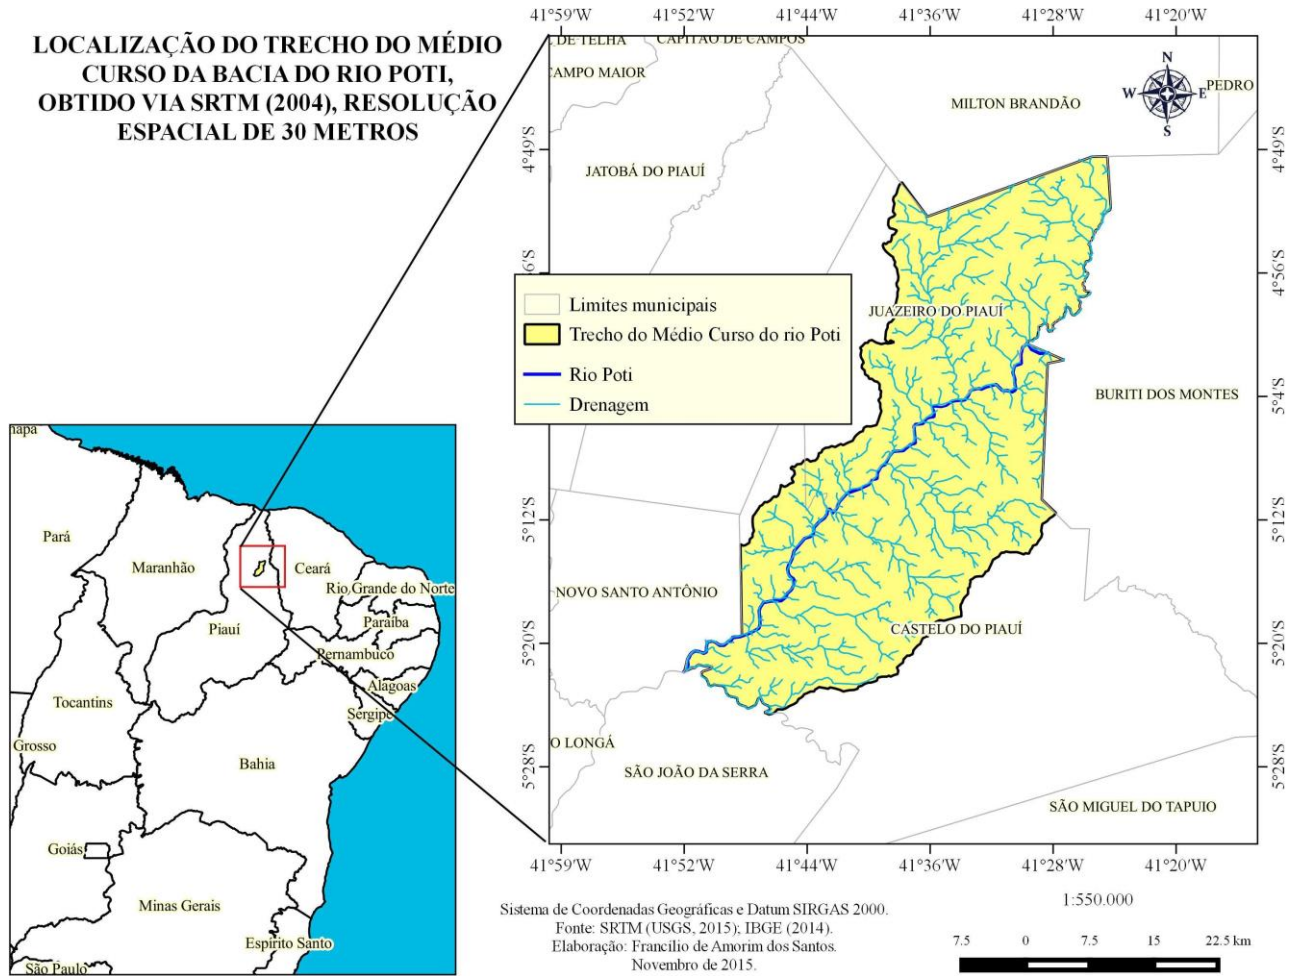 LOCALIZAÇÃO DO TRECHO DO MÉDIO
CURSO DA BACIA DO RIO POTI,
OBTIDO VIA SRTM (2004), RESOLUÇÃO
ESPACIAL DE 30 METROS
41°59'W 41°52'W 41°44'W 41°36'W 41°28'W 41°20'W
DE TELHA
CAPITÃO DE CAMPOS
CAMPO MAIOR
N
W E
S
PEDRO
MILTON BRANDÃO
4°49'S 4°49'S
JATOBÁ DO PIAUÍ
4°56'S
JUAZEIRO DO PIAUÍ
Limites municipais
Trecho do Médio Curso do rio Poti
Rio Poti
Drenagem
BURITI DOS MONTES
5°4'S
5°12'S 5°12'S
NOVO SANTO ANTÔNIO
CASTELO DO PIAUÍ
5°20'S 5°20'S
O LONGÁ
SÃO JOÃO DA SERRA
5°28'S 5°28'S
SÃO MIGUEL DO TAPUIO
41°59'W 41°52'W 41°44'W 41°36'W 41°28'W 41°20'W
Pará
Maranhão
Ceará
Rio Grande do Norte
Paraíba
Piauí
Pernambuco
Alagoas
Sergipe
Tocantins
Grosso
Bahia
Goiás
Minas Gerais
Espírito Santo
São Paulo
Sistema de Coordenadas Geográficas e Datum SIRGAS 2000.
Fonte: SRTM (USGS, 2015); IBGE (2014).
Elaboração: Francílio de Amorim dos Santos.
Novembro de 2015.
1:550.000
7.5 0 7.5 15 22.5 km